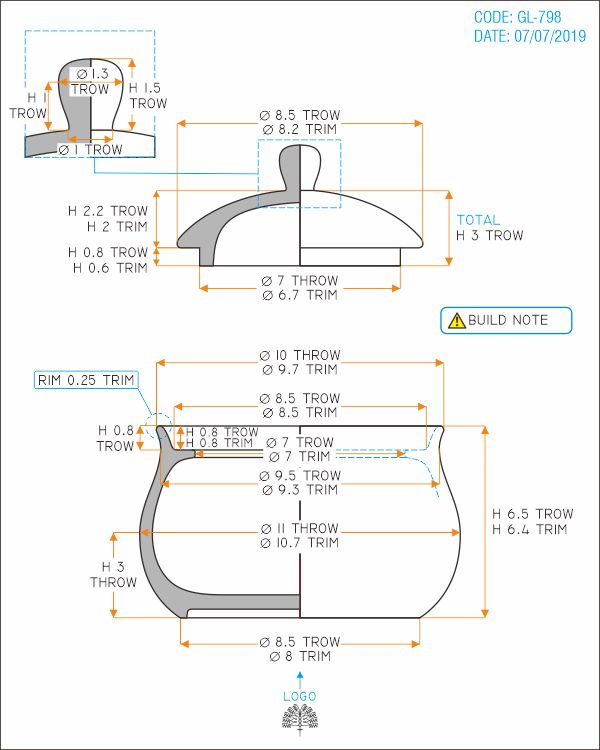 CODE: GL-798
DATE: 07/07/2019
Ø 1.3
TROW
H 1.5
TROW
H 1
TROW
Ø 1 TROW
Ø 8.5 TROW
Ø 8.2 TRIM
H 2.2 TROW
H 2 TRIM
TOTAL
H 3 TROW
H 0.8 TROW
H 0.6 TRIM
Ø 7 THROW
Ø 6.7 TRIM
BUILD NOTE
Ø 10 THROW
Ø 9.7 TRIM
RIM 0.25 TRIM
Ø 8.5 TROW
Ø 8.5 TRIM
H 0.8
TROW
H 0.8 TROW
H 0.8 TRIM
Ø 7 TROW
Ø 7 TRIM
Ø 9.5 TROW
Ø 9.3 TRIM
H 6.5 TROW
H 6.4 TRIM
Ø 11 THROW
Ø 10.7 TRIM
H 3
THROW
Ø 8.5 TROW
Ø 8 TRIM
LOGO